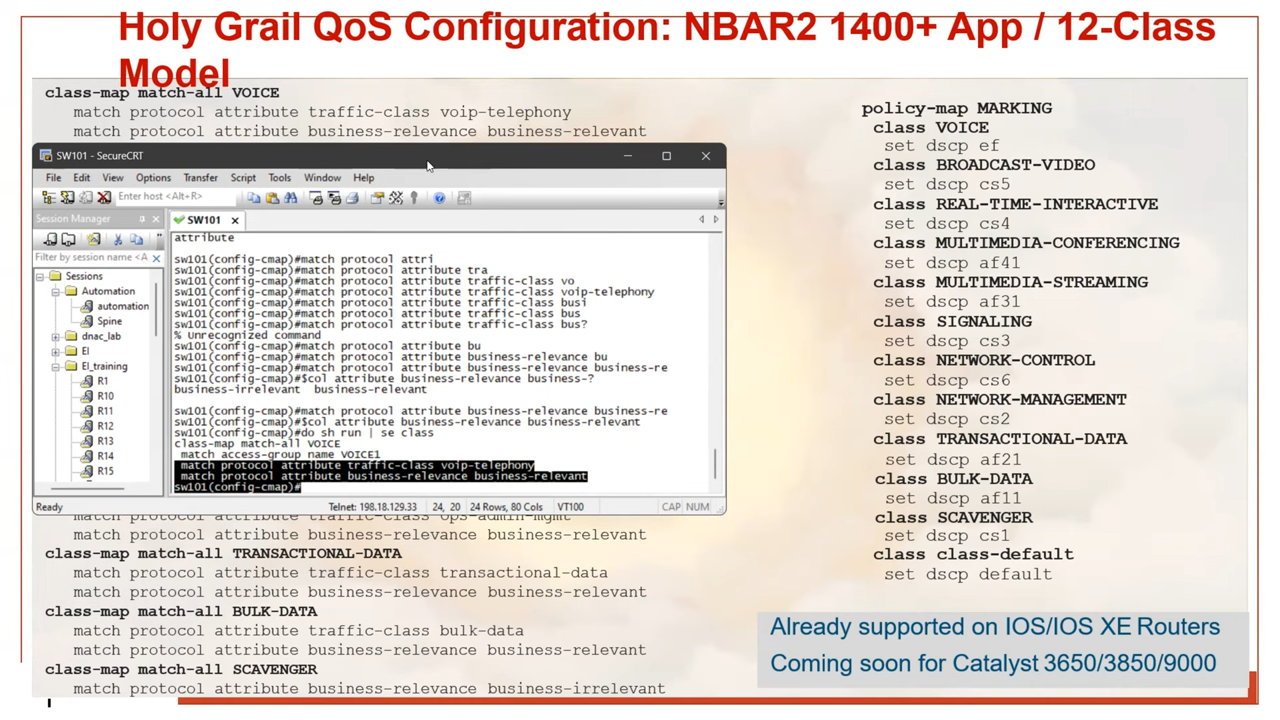 Holy Grail QoS Configuration: NBAR2 1400+ App / 12-Class
Model
class-map match-all VOICE
match protocol attribute traffic-class voip-telephony
match protocol attribute business-relevance business-relevant
SW101 - SecureCRT
File Edit View Options Transfer Script Tools Window Help
Enter host <Alt+R>
Session Manager
SW101
Filter by session name <A
Sessions
Automation
automation
Spine
dnac_lab
EI
EI_training
R1
R10
R11
R12
R13
R14
R15
attribute
sw101(config-cmap)#match protocol attri
sw101(config-cmap)#match protocol attribute tra
sw101(config-cmap)#match protocol attribute traffic-class vo
sw101(config-cmap)#match protocol attribute traffic-class voip-telephony
sw101(config-cmap)#match protocol attribute traffic-class busi
sw101(config-cmap)#match protocol attribute traffic-class bus
sw101(config-cmap)#match protocol attribute traffic-class bus?
% Unrecognized command
sw101(config-cmap)#match protocol attribute bu
sw101(config-cmap)#match protocol attribute business-relevance bu
sw101(config-cmap)#match protocol attribute business-relevance business-re
sw101(config-cmap)#$col attribute business-relevance business-?
business-irrelevant business-relevant
sw101(config-cmap)#match protocol attribute business-relevance business-re
sw101(config-cmap)#$col attribute business-relevance business-relevant
sw101(config-cmap)#do sh run | se class
class-map match-all VOICE
match access-group name VOICE1
match protocol attribute traffic-class voip-telephony
match protocol attribute business-relevance business-relevant
sw101(config-cmap)#
Ready Telnet: 198.18.129.33 24, 20 24 Rows, 80 Cols VT100 CAP NUM
match protocol attribute traffic-class ops-admin-mgmt
match protocol attribute business-relevance business-relevant
class-map match-all TRANSACTIONAL-DATA
match protocol attribute traffic-class transactional-data
match protocol attribute business-relevance business-relevant
class-map match-all BULK-DATA
match protocol attribute traffic-class bulk-data
match protocol attribute business-relevance business-relevant
class-map match-all SCAVENGER
match protocol attribute business-relevance business-irrelevant
policy-map MARKING
class VOICE
set dscp ef
class BROADCAST-VIDEO
set dscp cs5
class REAL-TIME-INTERACTIVE
set dscp cs4
class MULTIMEDIA-CONFERENCING
set dscp af41
class MULTIMEDIA-STREAMING
set dscp af31
class SIGNALING
set dscp cs3
class NETWORK-CONTROL
set dscp cs6
class NETWORK-MANAGEMENT
set dscp cs2
class TRANSACTIONAL-DATA
set dscp af21
class BULK-DATA
set dscp af11
class SCAVENGER
set dscp cs1
class class-default
set dscp default
Already supported on IOS/IOS XE Routers
Coming soon for Catalyst 3650/3850/9000